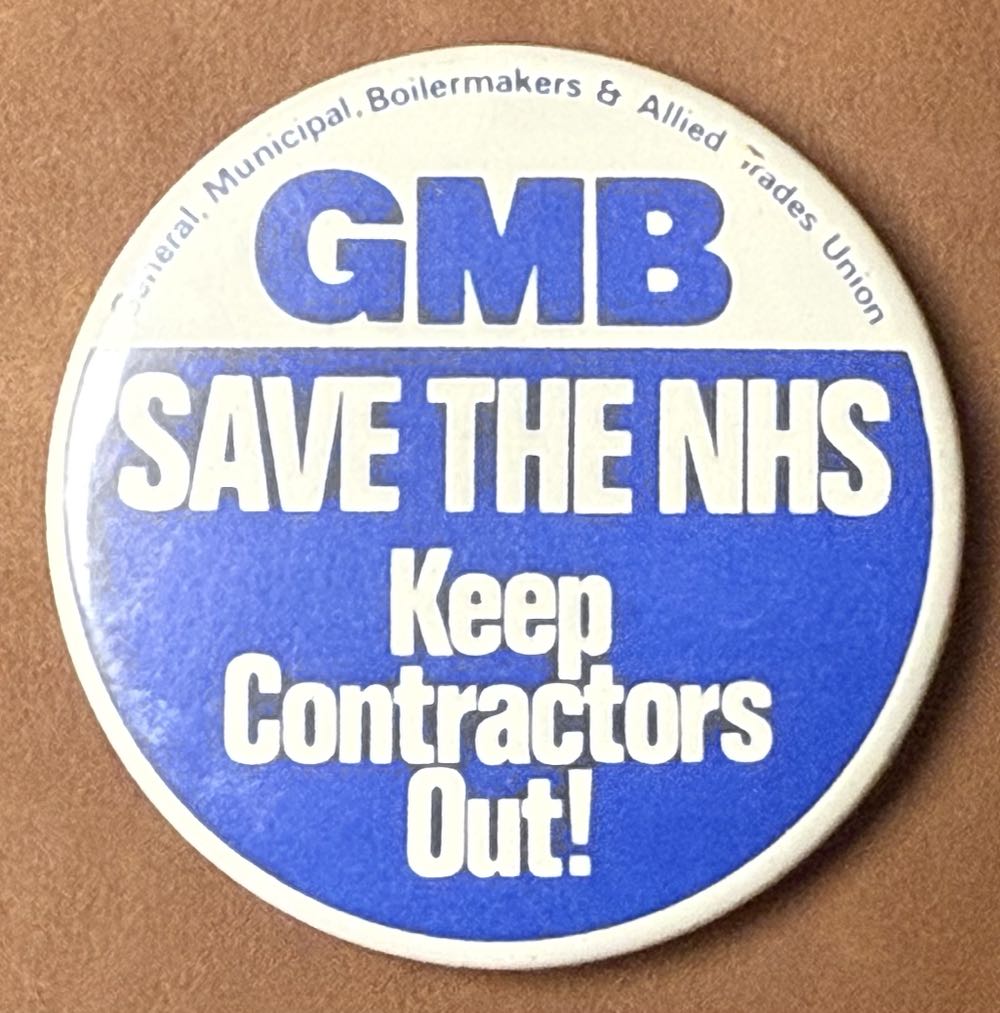 General, Municipal, Boilermakers & Allied Trades Union
GMB
SAVE THE NHS
Keep
Contractors
Out!